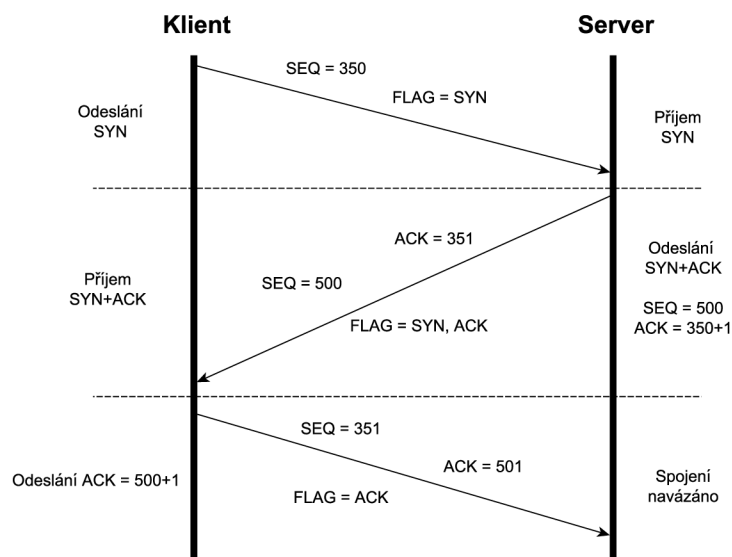 Klient
Server
SEQ = 350
FLAG = SYN
Odeslání
SYN
Příjem
SYN
ACK = 351
SEQ = 500
FLAG = SYN, ACK
Příjem
SYN+ACK
Odeslání
SYN+ACK
SEQ = 500
ACK = 350+1
SEQ = 351
ACK = 501
FLAG = ACK
Odeslání ACK = 500+1
Spojení
navázáno